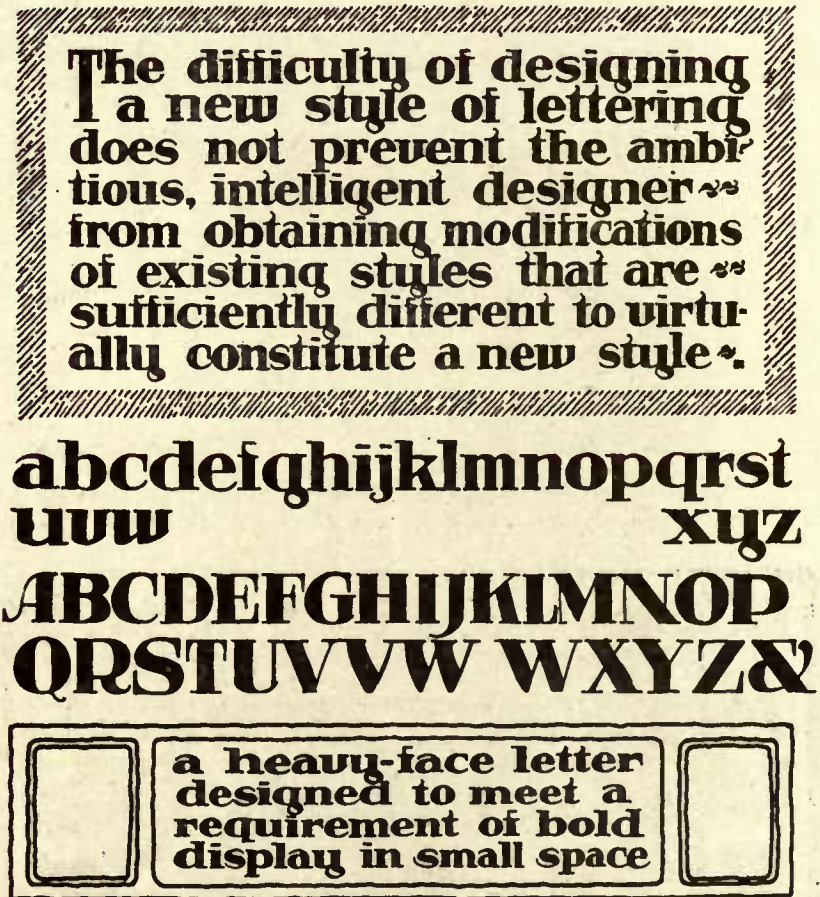 The difficulty of designing
a new style of lettering
does not prevent the ambi-
tious, intelligent designer
from obtaining modifications
of existing styles that are
sufficiently different to virtu-
ally constitute a new style.
abcdefghijklmnopqrst
uvw xyz
ABCDEFGHIJKLMNOP
QRSTUVVW WXYZ&
a heavy-face letter
designed to meet a
requirement of bold
display in small space